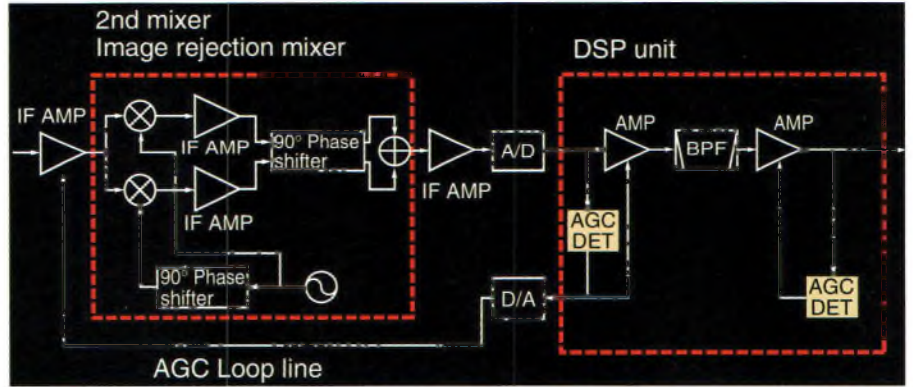 2nd mixer
Image rejection mixer
DSP unit
IF AMP
IF AMP
90° Phase
shifter
IF AMP
IF AMP
A/D
AMP
BPF
AMP
AGC
DET
90° Phase
shifter
D/A
AGC
DET
AGC Loop line